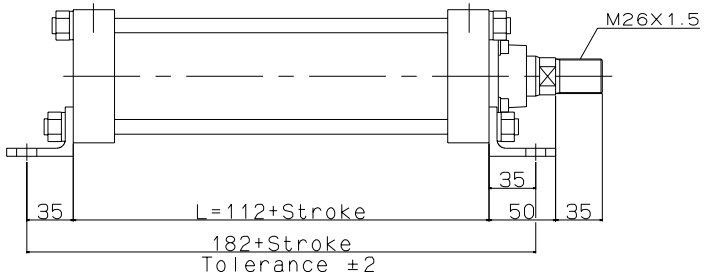 M26X1.5
35
35
L=112+Stroke
50
35
182+Stroke
Tolerance ±2